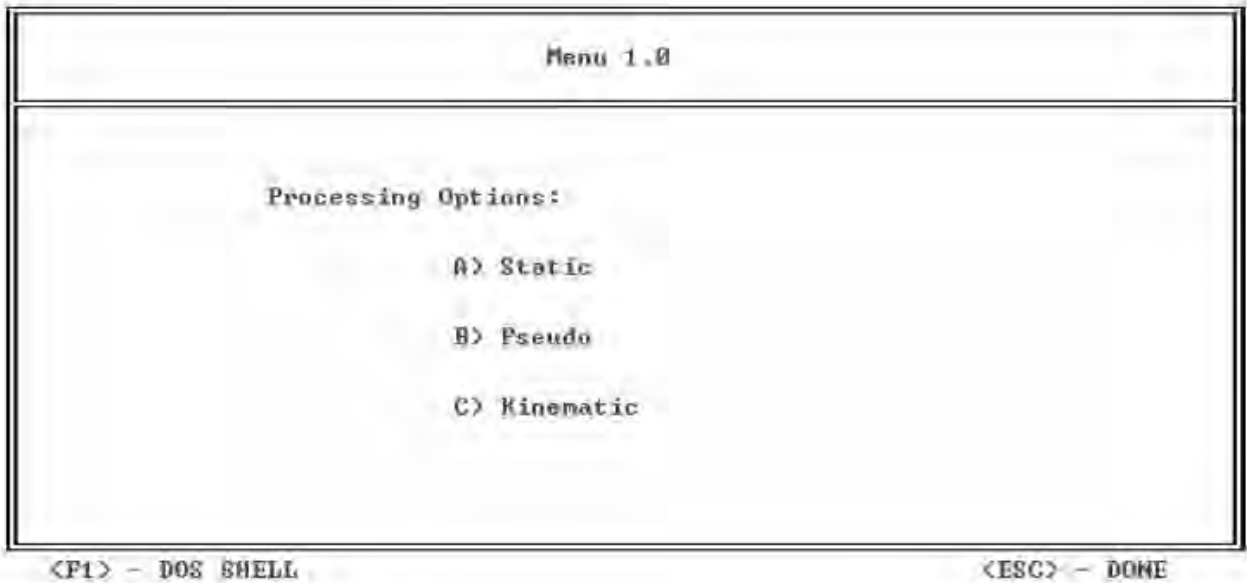 Menu 1.0
Processing Options:
A) Static
B) Pseudo
C) Kinematic
<F1> - DOS SHELL
<ESC> - DONE